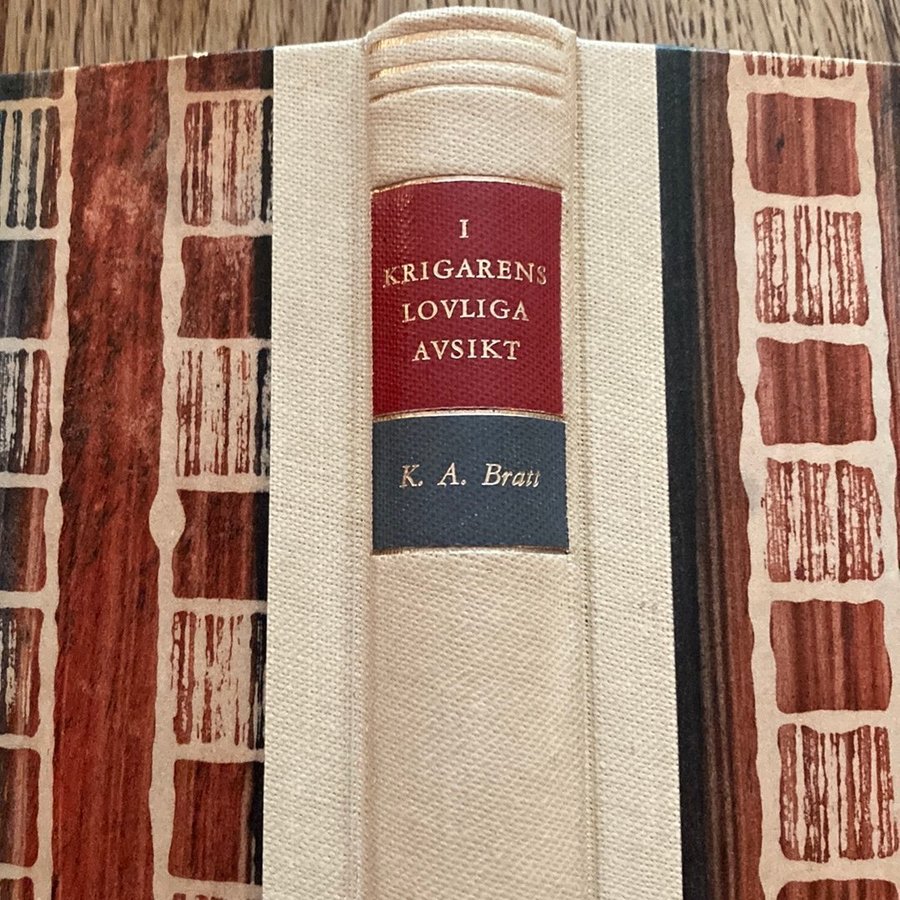 I
KRIGARENS
LOVLIGA
AVSIKT
K. A. Bratt